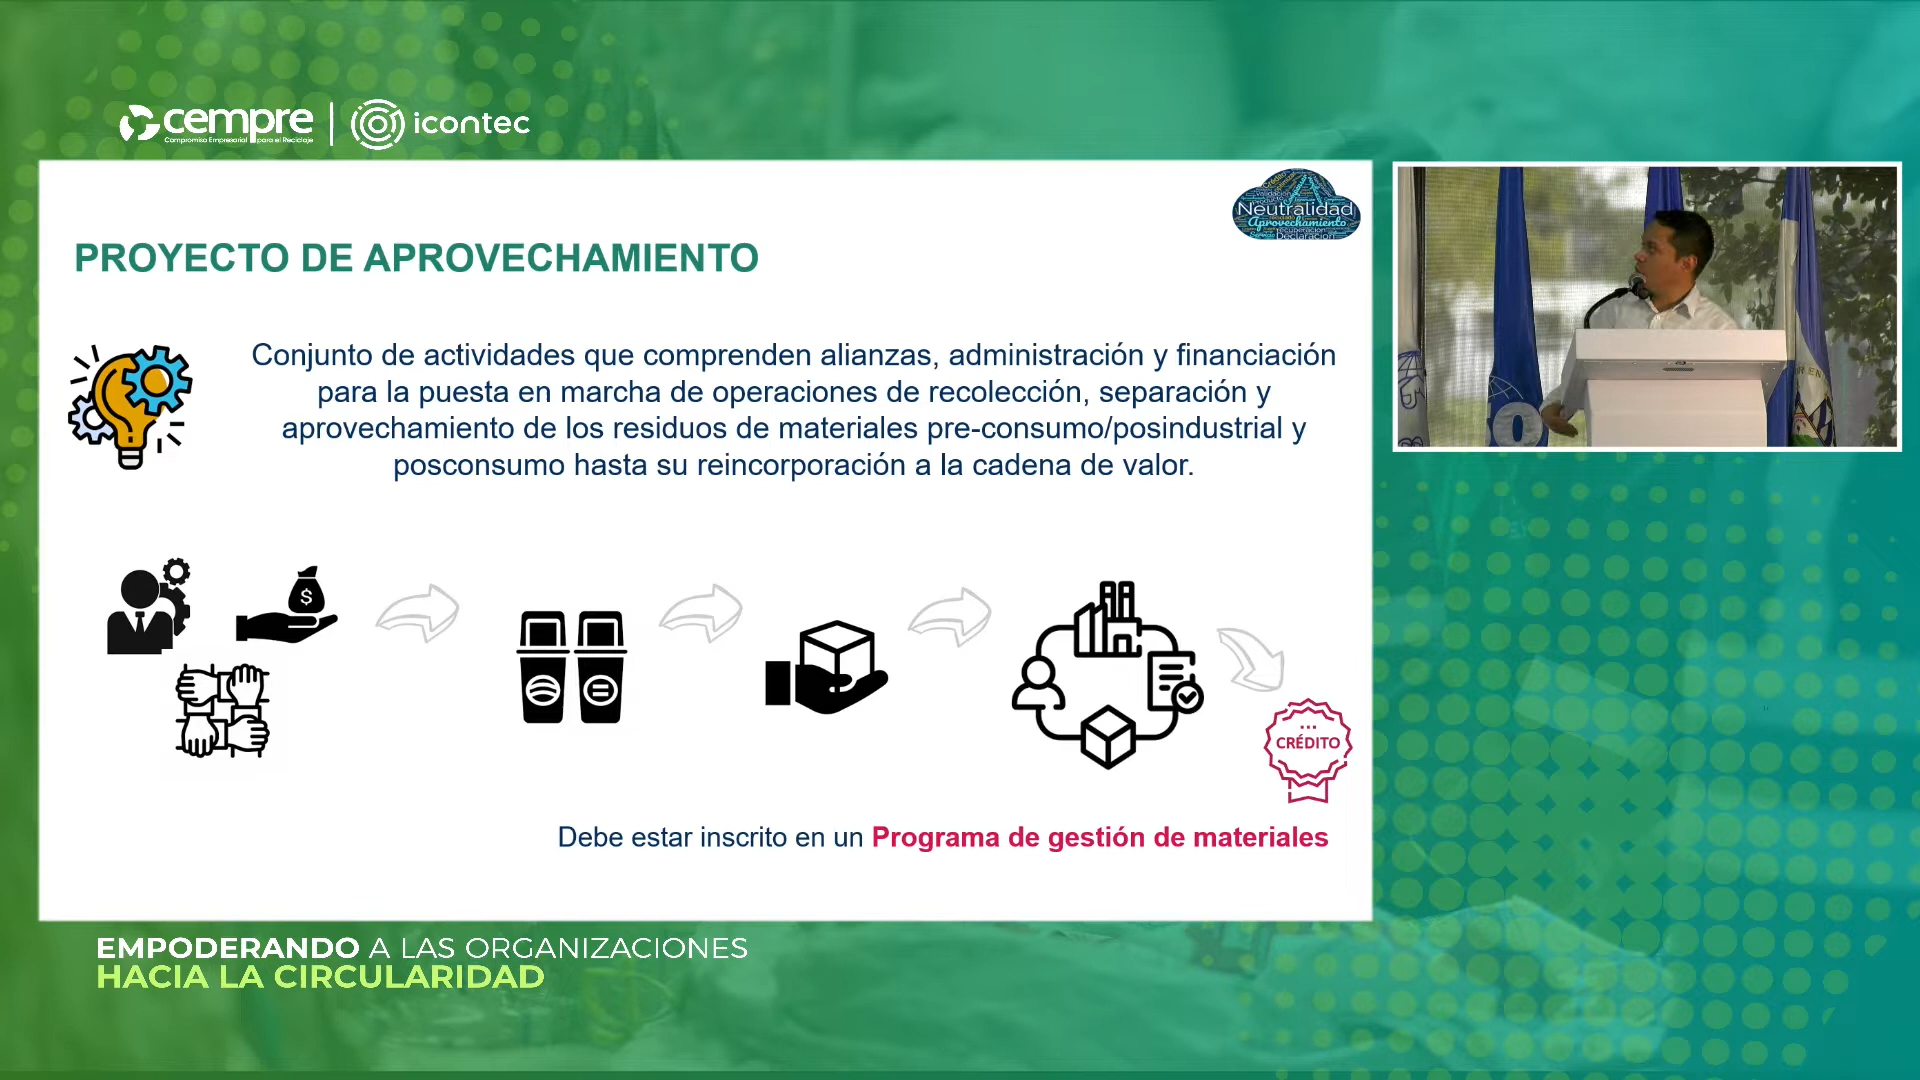 cempre
Compromiso Empresarial para el Reciclaje
icontec
Neutralidad
Aprovechamiento
Declaración
PROYECTO DE APROVECHAMIENTO
Conjunto de actividades que comprenden alianzas, administración y financiación
para la puesta en marcha de operaciones de recolección, separación y
aprovechamiento de los residuos de materiales pre-consumo/posindustrial y
posconsumo hasta su reincorporación a la cadena de valor.
$
CRÉDITO
Debe estar inscrito en un Programa de gestión de materiales
EMPODERANDO A LAS ORGANIZACIONES
HACIA LA CIRCULARIDAD